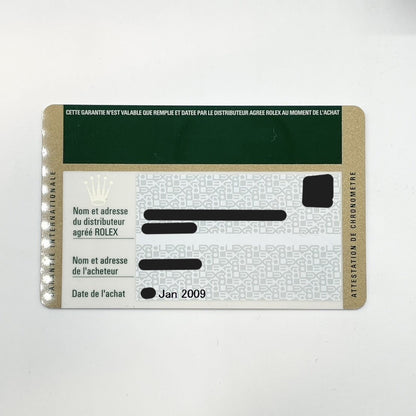 CETTE GARANTIE N'EST VALABLE QUE REMPLIE ET DATEE PAR LE DISTRIBUTEUR AGREE ROLEX AU MOMENT DE L'ACHAT
GARANTIE INTERNATIONALE
Nom et adresse
du distributeur
agréé ROLEX
Nom et adresse
de l'acheteur
Date de l'achat
Jan 2009
ATTESTATION DE CHRONOMETRE